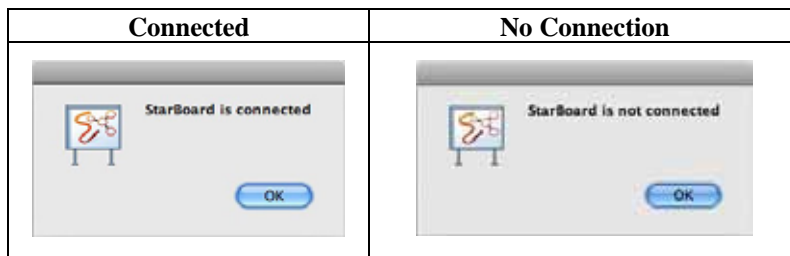 Connected
No Connection
StarBoard is connected
StarBoard is not connected
OK
OK